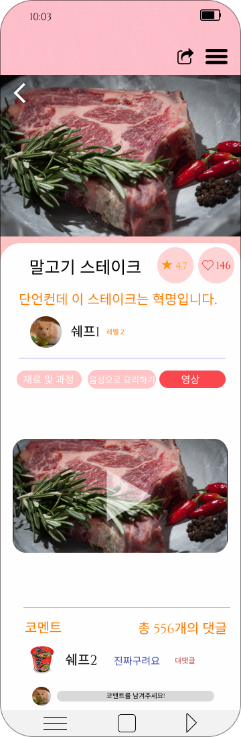 10:03
말고기 스테이크
4.7
146
단언컨데 이 스테이크는 혁명입니다.
쉐프1 레벨 2
재료 및 과정
음성으로 요리하기
영상
코멘트
총 556개의 댓글
쉐프2 진짜구려요 대댓글
코멘트를 남겨주세요!